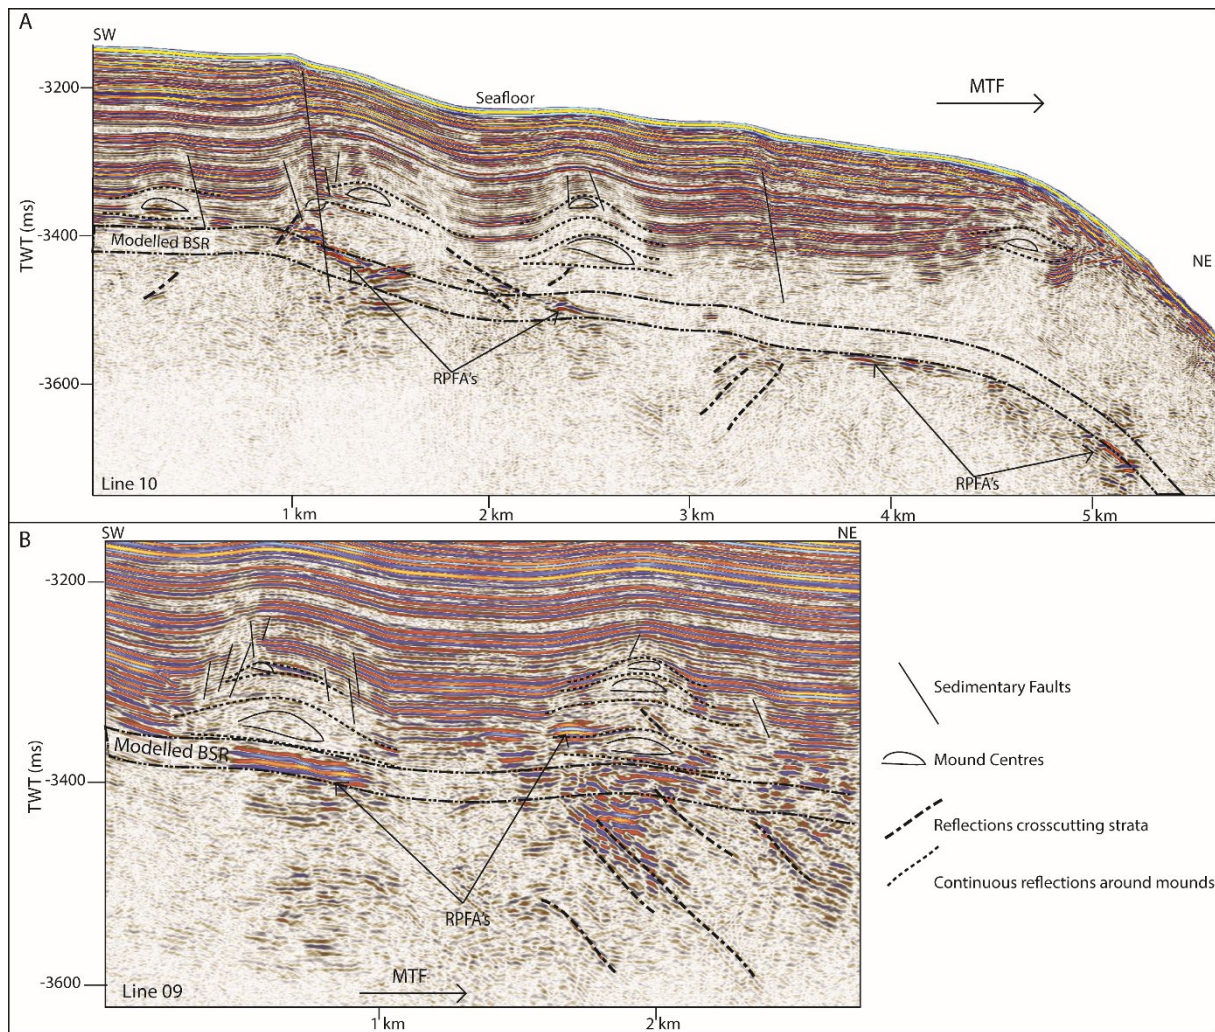 A
SW
-3200
Seafloor
MTF
TWT (ms)
-3400
Modelled BSR
NE
RPFA's
-3600
RPFA's
Line 10
1 km
2 km
3 km
4 km
5 km
B
SW
NE
-3200
Sedimentary Faults
Modelled BSR
Mound Centres
TWT (ms)
-3400
Reflections crosscutting strata
Continuous reflections around mounds
RPFA's
MTF
-3600
Line 09
1 km
2 km